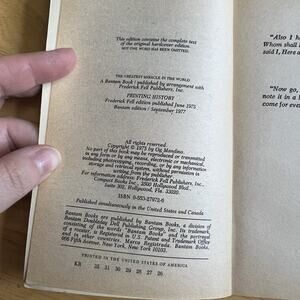 This edition contains the complete text
of the original hardcover edition.
NOT ONE WORD HAS BEEN OMITTED.
THE GREATEST MIRACLE IN THE WORLD
A Bantam Book / published by arrangement with
Frederick Fell Publishers, Inc.
PRINTING HISTORY
Frederick Fell edition published June 1975
Bantam edition / September 1977
All rights reserved.
Copyright © 1975 by Og Mandino.
No part of this book may be reproduced or transmitted
in any form or by any means, electronic or mechanical,
including photocopying, recording, or by any information
storage and retrieval system, without permission in
writing from the publisher.
For information address: Frederick Fell Publishers, Inc.
Compact Books Inc., 2500 Hollywood Blvd.,
Suite 302, Hollywood, FL 33020.
ISBN 0-553-27972-6
Published simultaneously in the United States and Canada
Bantam Books are published by Bantam Books, a division of
Bantam Doubleday Dell Publishing Group, Inc. Its trademark,
consisting of the words "Bantam Books" and the portrayal
of a rooster, is Registered in U.S. Patent and Trademark Office
and in other countries. Marca Registrada. Bantam Books,
666 Fifth Avenue, New York, New York 10103.
PRINTED IN THE UNITED STATES OF AMERICA
KR 32 31 30 29 28 27 26
Also I h
Whom shall
said I, Here a
"Now go,
note it in a
come for eve